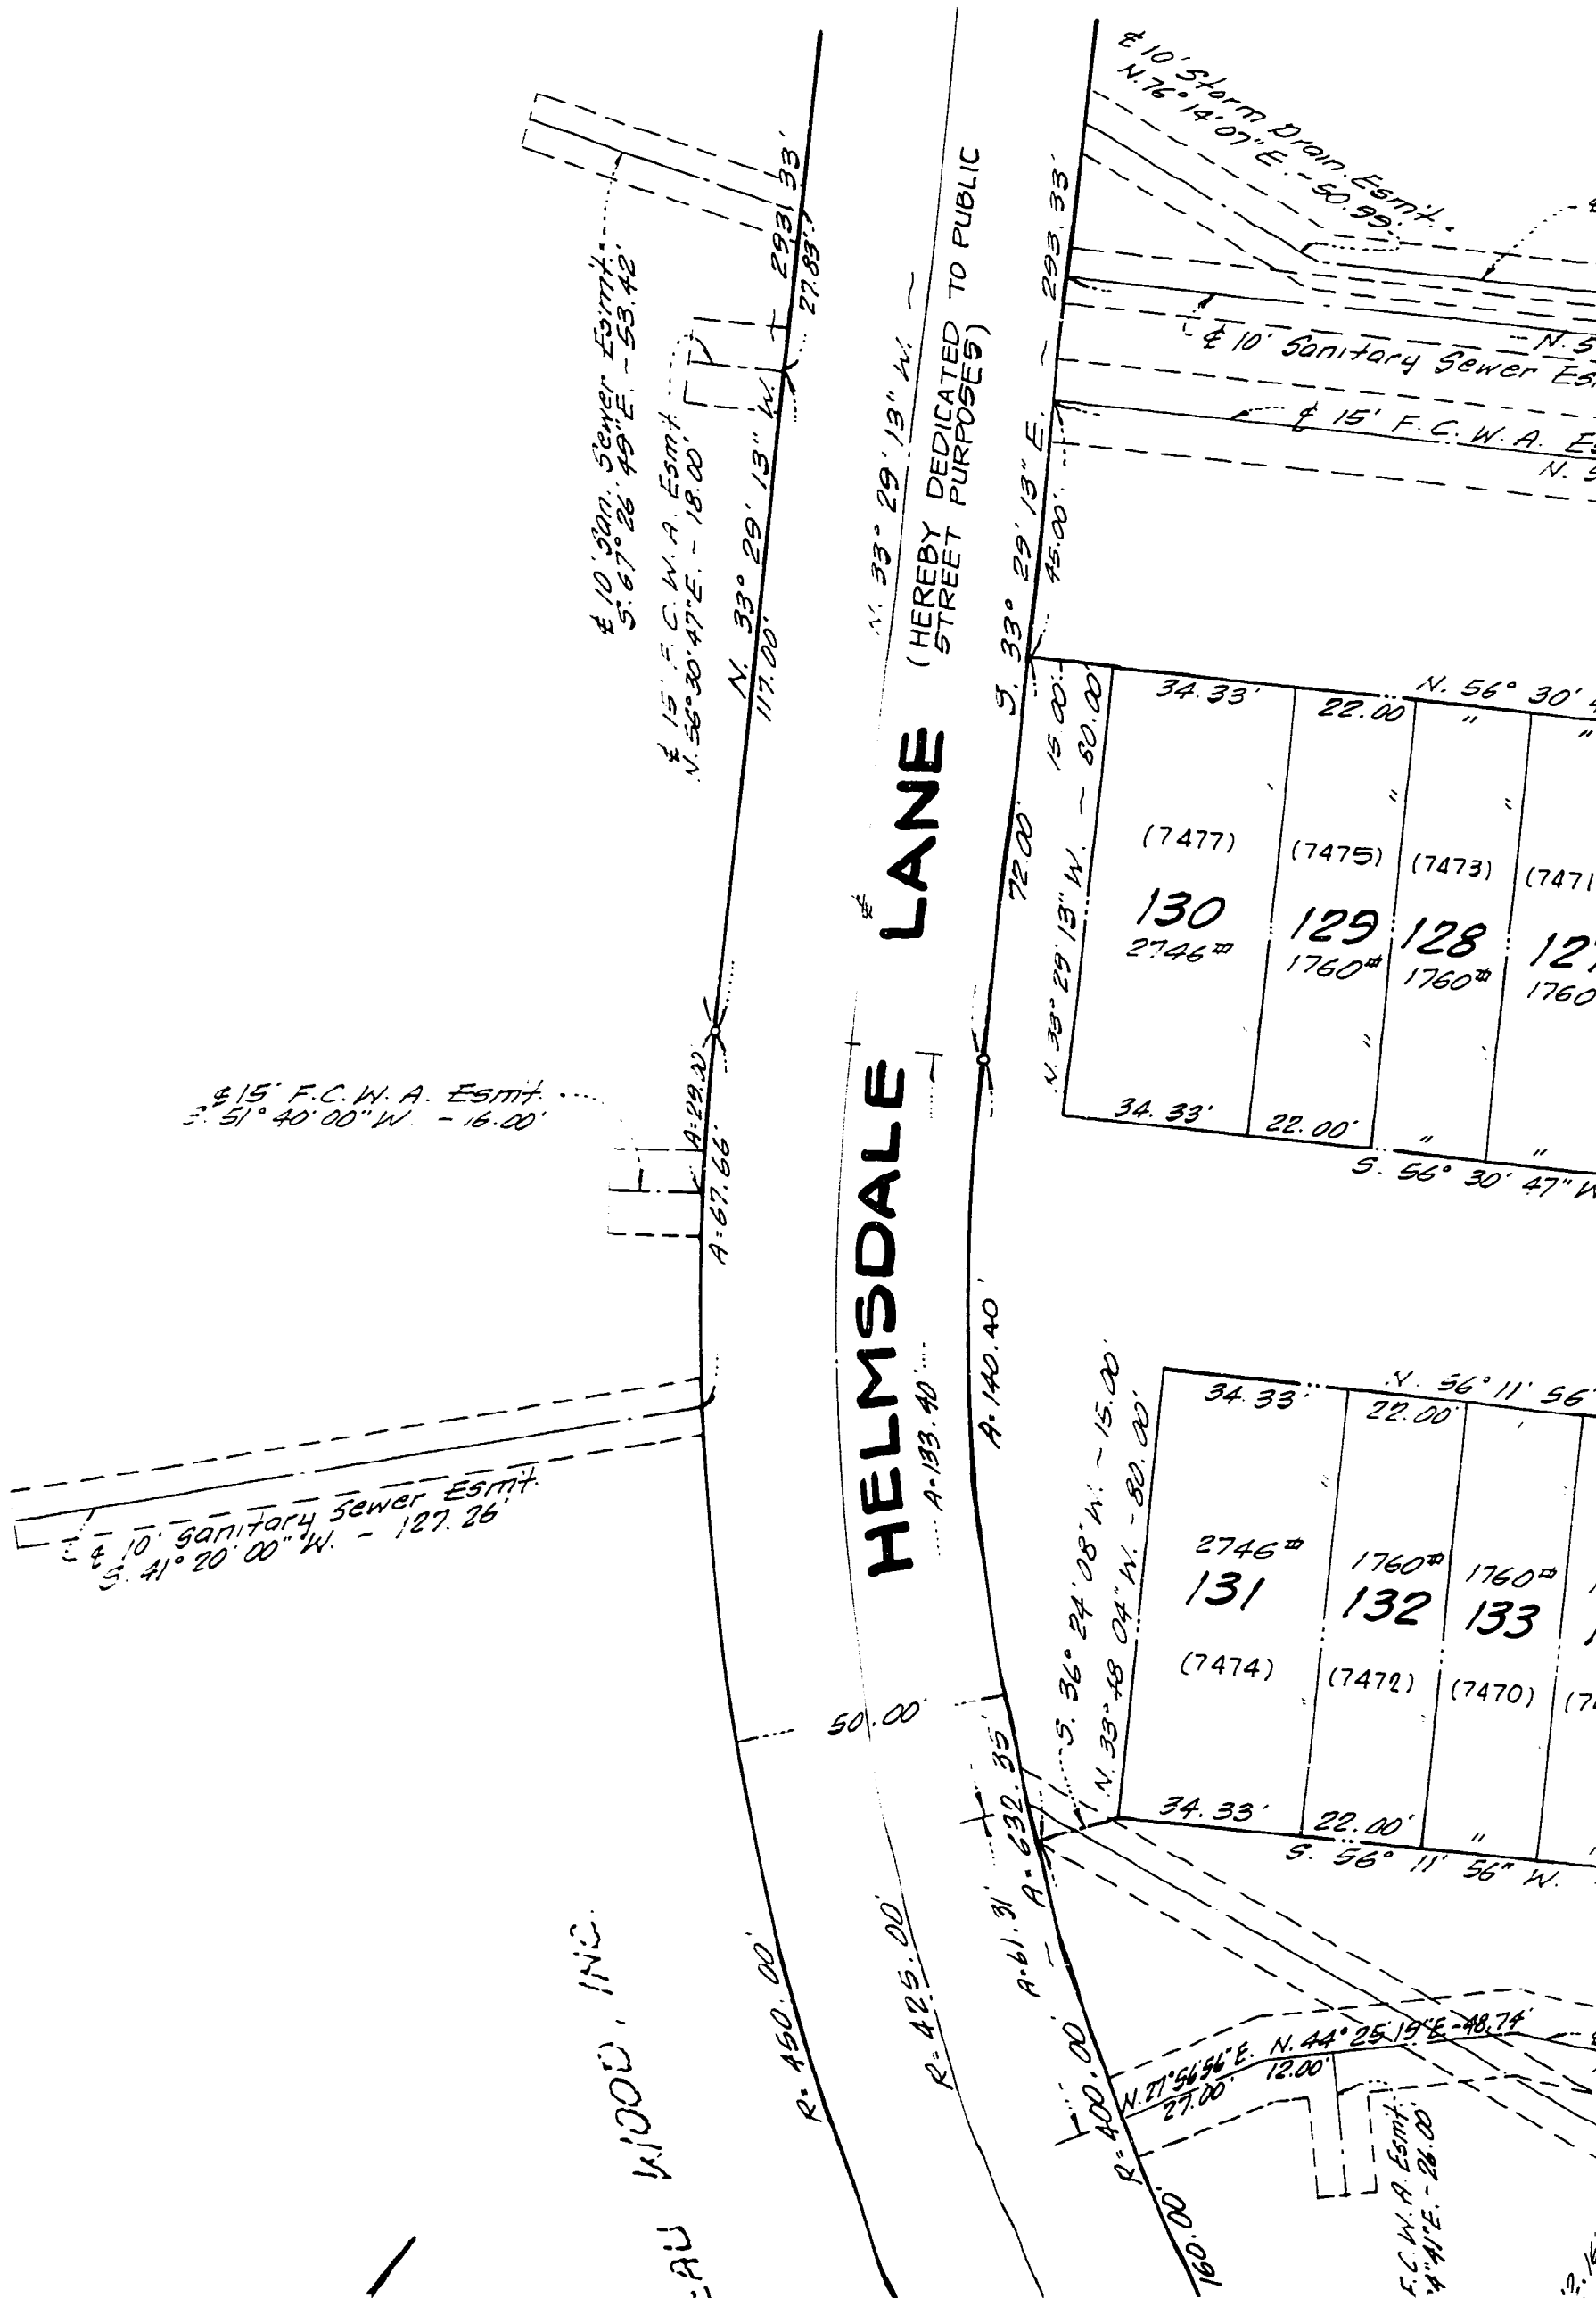 ℄ 10' Storm Drain Esmt.
N. 76° 14' 07" E. - 50.99'
℄ 10' San. Sewer Esmt.
S. 67° 26' 49" E. - 53.42'
℄ 15' F.C.W.A. Esmt.
N. 56° 30' 47" E. - 18.00'
N. 33° 29' 13" W. 293.33'
27.83'
117.00'
N. 33° 29' 13" W. ~
(HEREBY DEDICATED TO PUBLIC
STREET PURPOSES)
S. 33° 29' 13" E. ~ 293.33'
45.00'
72.00'
℄ 10' Sanitary Sewer
℄ 15' F.C.W.A.
HELMSDALE LANE
℄
15.00'
N. 33° 29' 13" W. ~ 80.00'
34.33'
22.00
"
"
N. 56° 30'
(7477)
130
2746⌗
(7475)
129
1760⌗
(7473)
128
1760⌗
(7471
127
1760
34.33'
22.00'
"
"
S. 56° 30' 47" W
℄ 15' F.C.W.A. Esmt.
S. 51° 40' 00" W. - 16.00'
A=67.66'
A=133.40'
A=140.40'
℄ 10' Sanitary Sewer Esmt.
S. 41° 20' 00" W. - 127.26'
S. 36° 24' 08" W. - 15.00'
N. 33° 48' 04" W. - 80.00'
34.33'
22.00'
N. 56° 11' 56
2746⌗
131
(7474)
1760⌗
132
(7472)
1760⌗
133
(7470)
34.33'
22.00'
"
S. 56° 11' 56" W.
50.00'
A=61.31'
A=632.35'
R=450.00'
R=425.00'
R=400.00'
160.00'
N. 27° 56' 56" E.
27.00'
N. 44° 25' 19" E - 48.74'
12.00'
F.C.W.A. Esmt.
4' 41" E. - 26.00'
WOOD, INC.